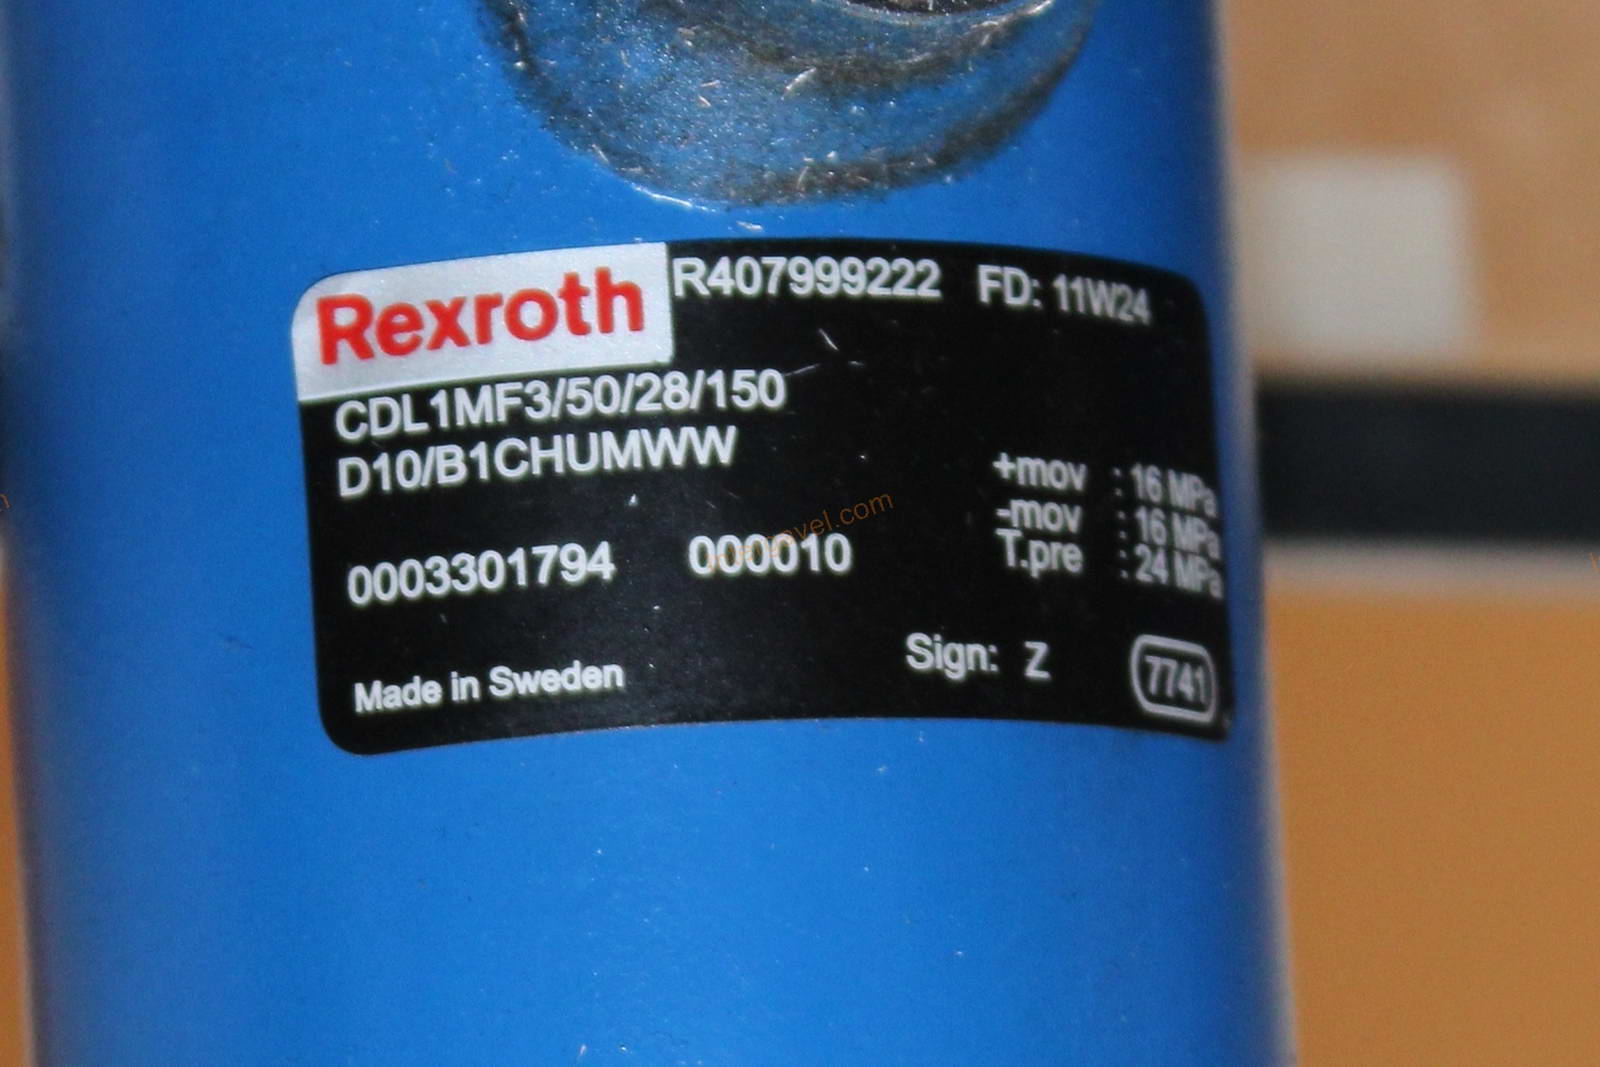 Rexroth
R407999222 FD: 11W24
CDL1MF3/50/28/150
D10/B1CHUMWW
+mov : 16 MPa
-mov : 16 MPa
T.pre : 24 MPa
0003301794 000010
Sign: Z 7741
Made in Sweden